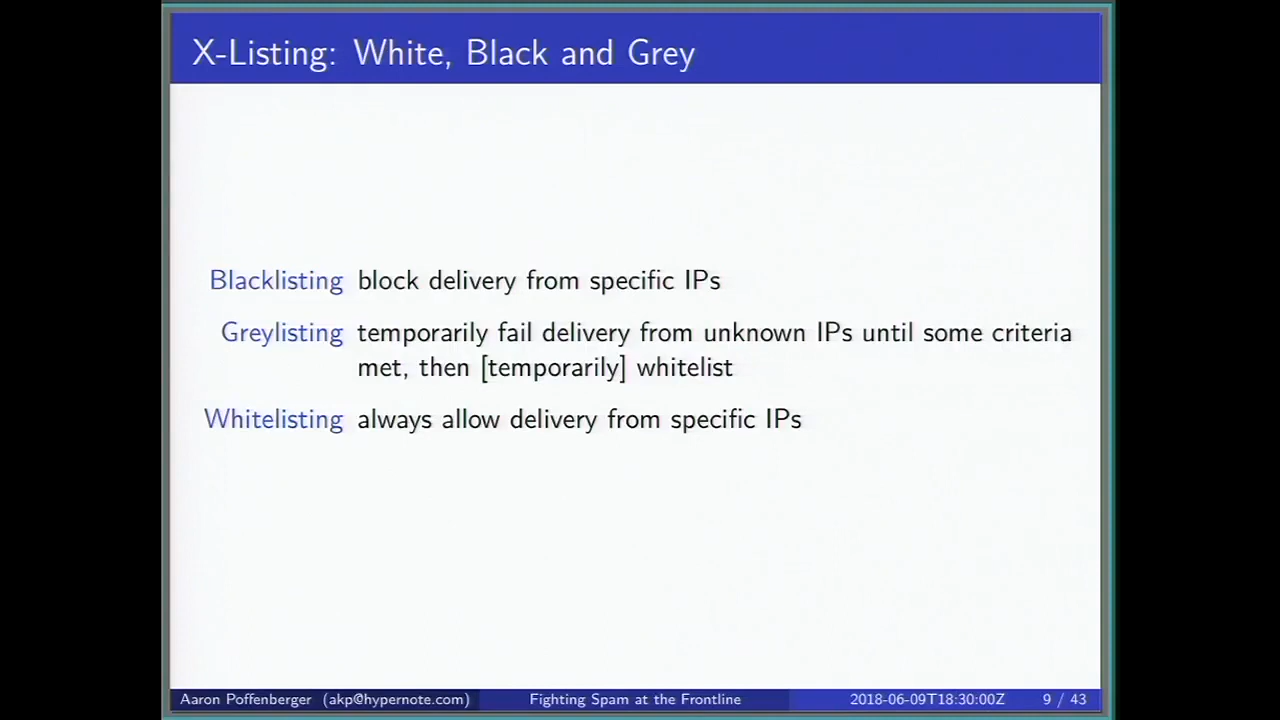 X-Listing: White, Black and Grey
Blacklisting block delivery from specific IPs
Greylisting temporarily fail delivery from unknown IPs until some criteria
met, then [temporarily] whitelist
Whitelisting always allow delivery from specific IPs
Aaron Poffenberger (akp@hypernote.com) Fighting Spam at the Frontline 2018-06-09T18:30:00Z 9 / 43